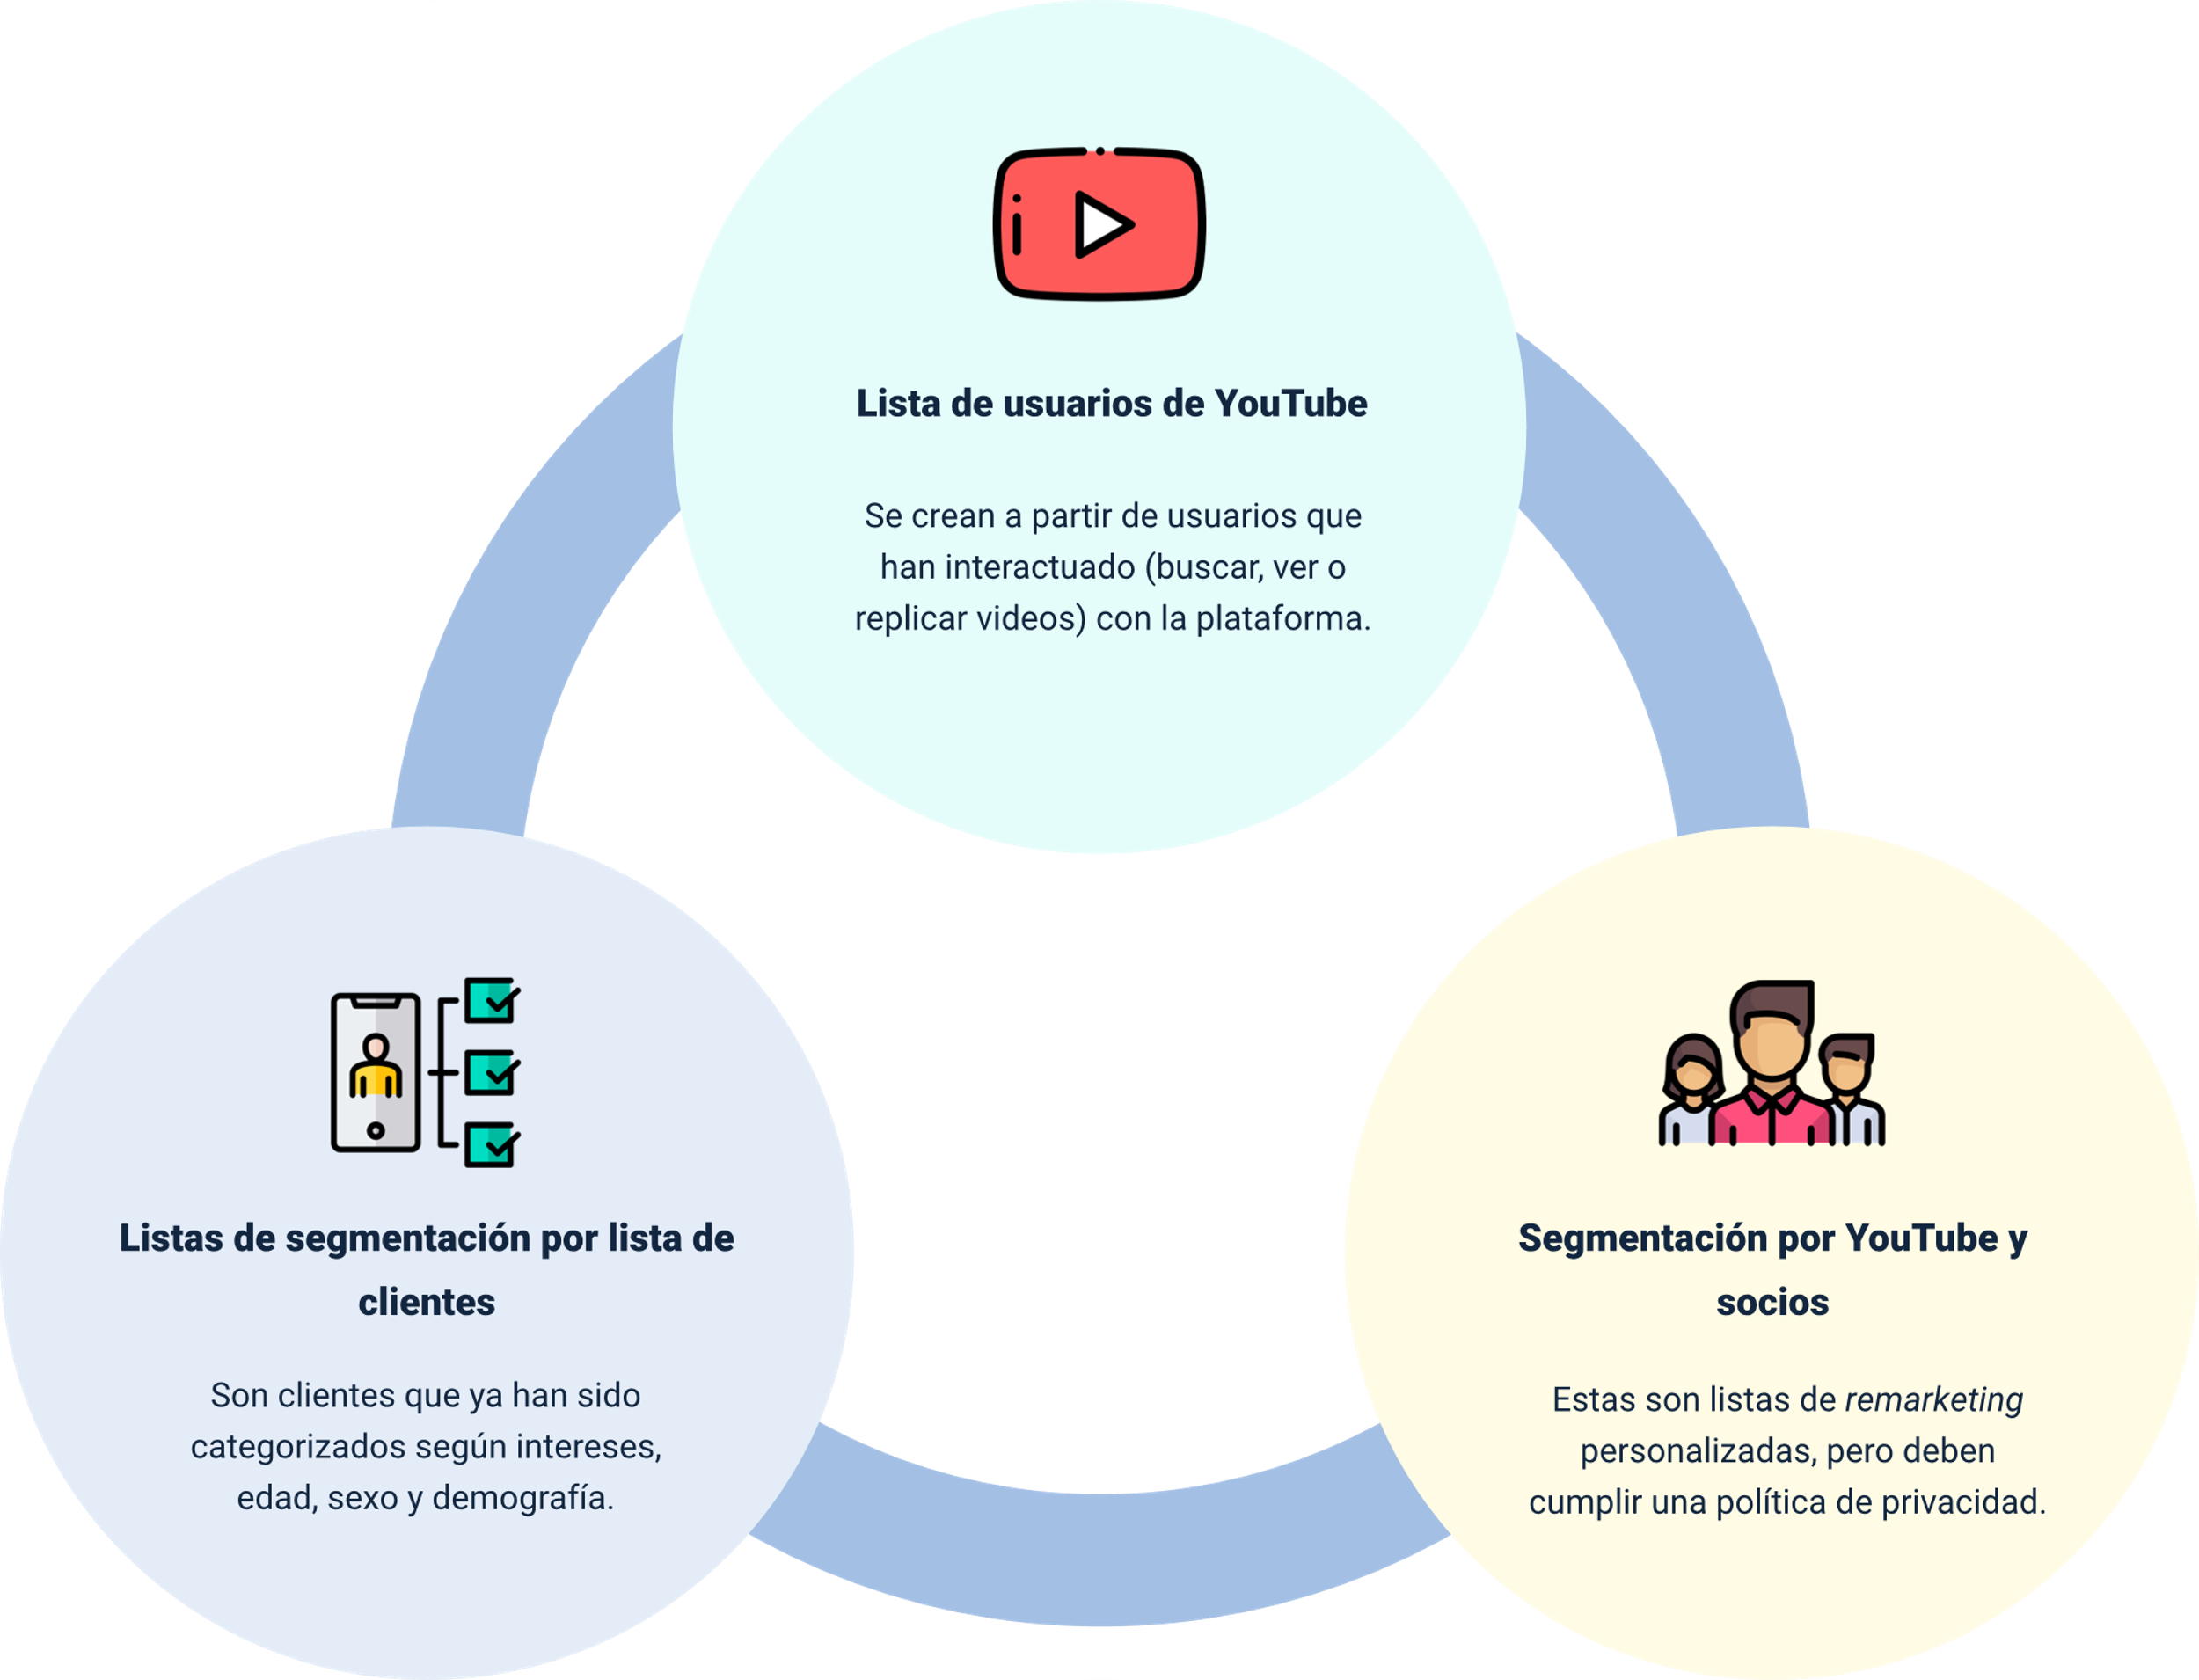 Lista de usuarios de YouTube
Se crean a partir de usuarios que
han interactuado (buscar, ver o
replicar videos) con la plataforma.
Listas de segmentación por lista de
clientes
Son clientes que ya han sido
categorizados según intereses,
edad, sexo y demografía.
Segmentación por YouTube y
socios
Estas son listas de remarketing
personalizadas, pero deben
cumplir una política de privacidad.